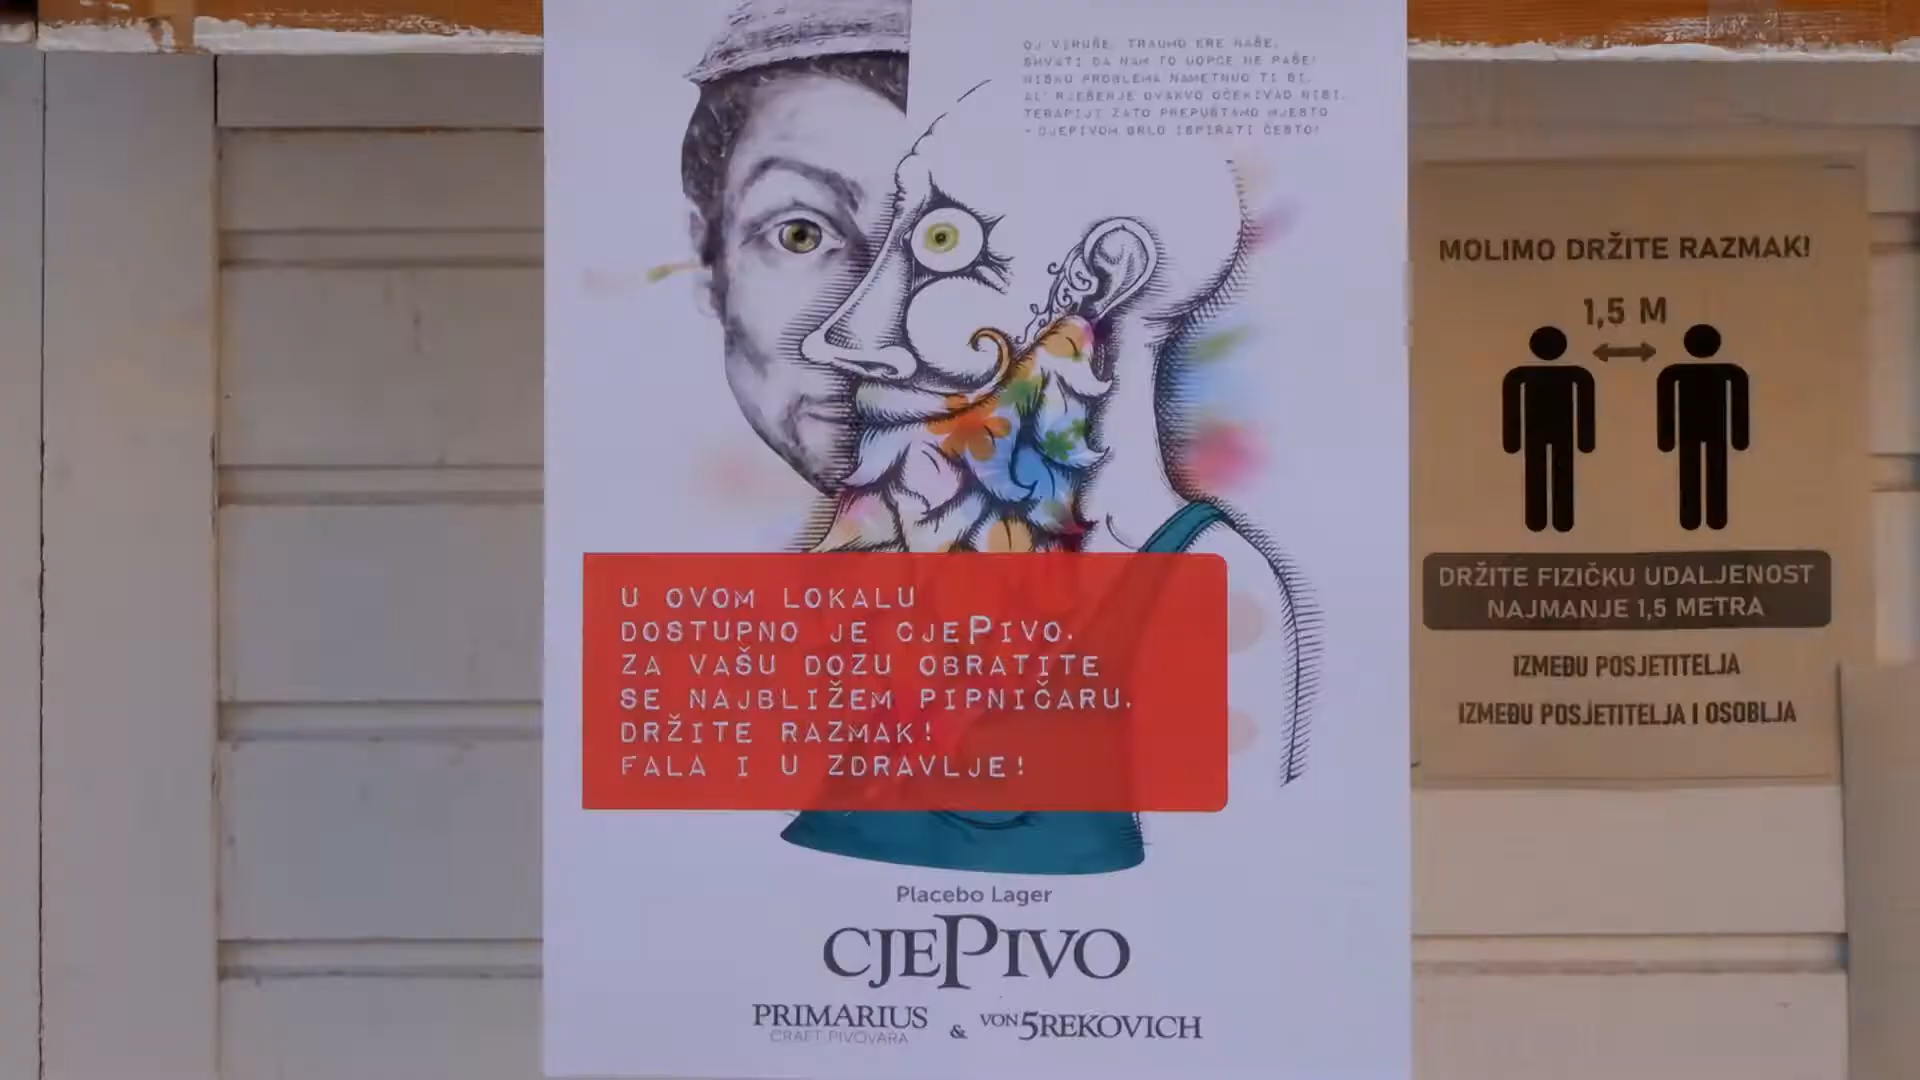 OJ VIRUSE, TRAUMO ERE NAŠE,
SHVATI DA NAM TO UOPĆE NE PAŠE!
NISKU PROBLEMA NAMETNUO TI SI,
AL' RJEŠENJE OVAKVO OČEKIVAO NISI.
TERAPIJI ZATO PREPUŠTAMO MJESTO
- CJEPIVOM GRLO ISPIRATI ČESTO!
U OVOM LOKALU
DOSTUPNO JE CJEPIVO.
ZA VAŠU DOZU OBRATITE
SE NAJBLIŽEM PIPNIČARU.
DRŽITE RAZMAK!
FALA I U ZDRAVLJE!
Placebo Lager
CJEPIVO
PRIMARIUS & VON 5REKOVICH
CRAFT PIVOVARA
MOLIMO DRŽITE RAZMAK!
1,5 M
DRŽITE FIZIČKU UDALJENOST
NAJMANJE 1,5 METRA
IZMEĐU POSJETITELJA
IZMEĐU POSJETITELJA I OSOBLJA